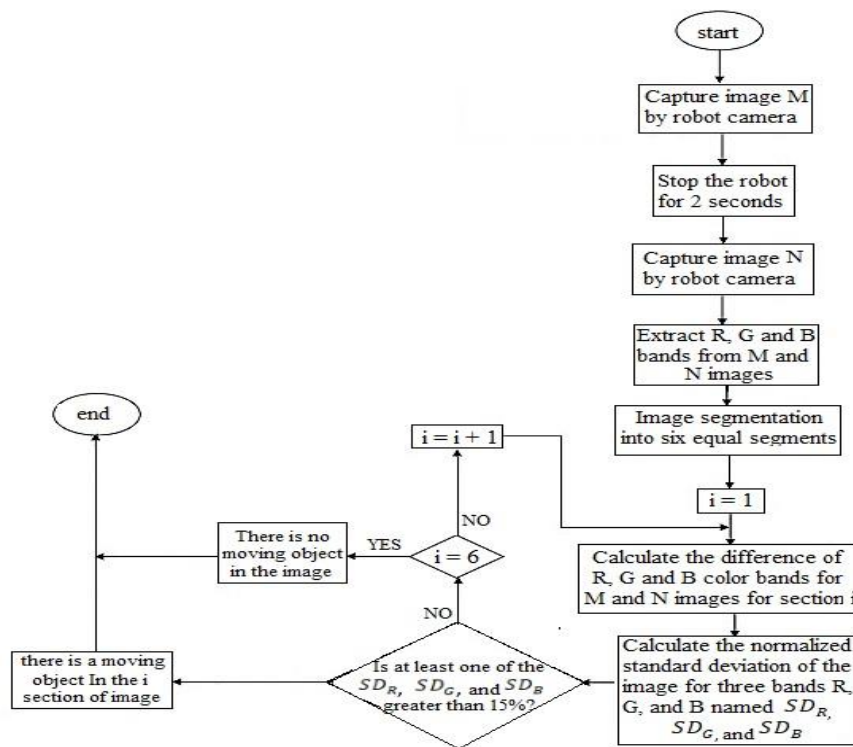 start
Capture image M
by robot camera
Stop the robot
for 2 seconds
Capture image N
by robot camera
Extract R, G and B
bands from M and
N images
Image segmentation
into six equal segments
i = 1
Calculate the difference of
R, G and B color bands for
M and N images for section i
Calculate the normalized
standard deviation of the
image for three bands R,
G, and B named SD_R,
SD_G, and SD_B
Is at least one of the
SD_R, SD_G, and SD_B
greater than 15%?
NO
i = 6
NO
i = i + 1
YES
There is no
moving object
in the image
there is a moving
object In the i
section of image
end